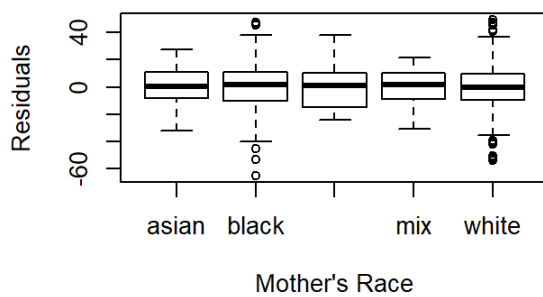 Residuals
40
0
-60
asian black mix white
Mother's Race